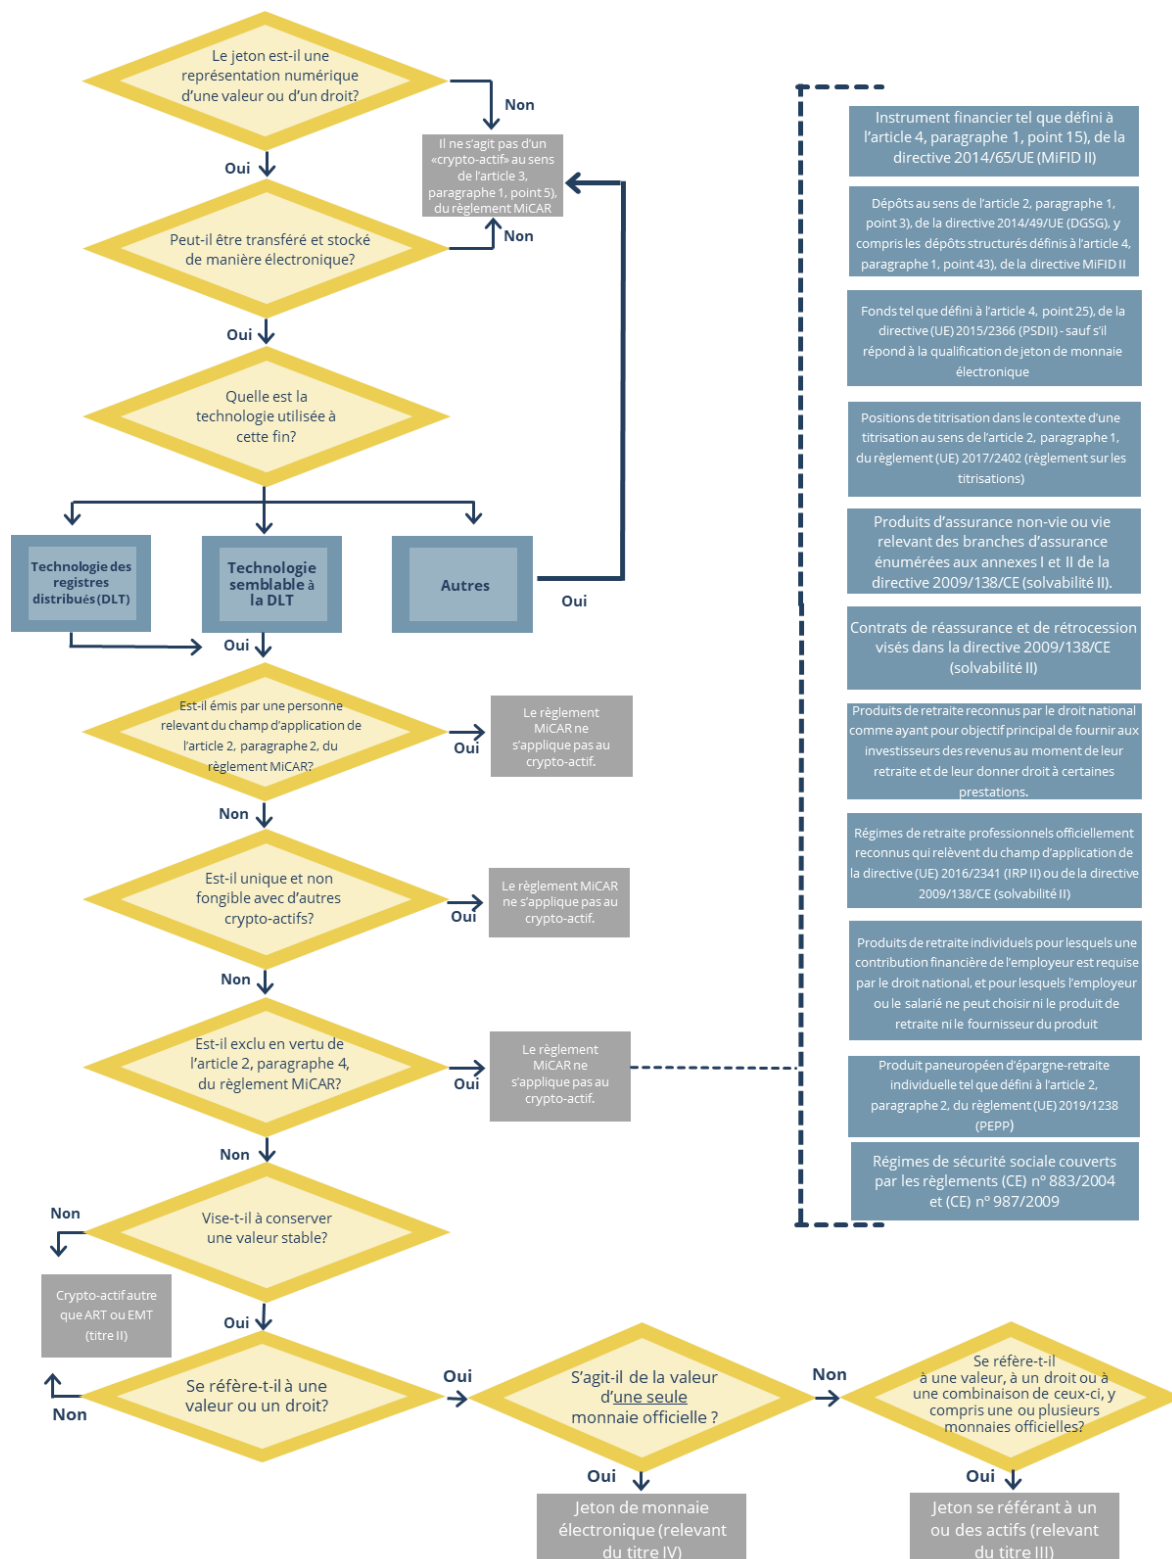 Le jeton est-il une
représentation numérique
d'une valeur ou d'un droit?
Non
Oui
Il ne s'agit pas d'un
«crypto-actif» au sens
de l'article 3,
paragraphe 1, point 5),
du règlement MiCAR
Peut-il être transféré et stocké
de manière électronique?
Non
Oui
Quelle est la
technologie utilisée à
cette fin?
Technologie des
registres
distribués (DLT)
Technologie
semblable à
la DLT
Autres
Oui
Oui
Est-il émis par une personne
relevant du champ d'application de
l'article 2, paragraphe 2, du
règlement MiCAR?
Oui
Le règlement
MiCAR ne
s'applique pas au
crypto-actif.
Non
Est-il unique et non
fongible avec d'autres
crypto-actifs?
Oui
Le règlement MiCAR
ne s'applique pas au
crypto-actif.
Non
Est-il exclu en vertu de
l'article 2, paragraphe 4,
du règlement MiCAR?
Oui
Le règlement
MiCAR ne
s'applique pas au
crypto-actif.
Non
Vise-t-il à conserver
une valeur stable?
Non
Crypto-actif autre
que ART ou EMT
(titre II)
Oui
Se réfère-t-il à une
valeur ou un droit?
Non
Oui
S'agit-il de la valeur
d'une seule
monnaie officielle ?
Non
Oui
Jeton de monnaie
électronique (relevant
du titre IV)
Se réfère-t-il
à une valeur, à un droit ou à
une combinaison de ceux-ci, y
compris une ou plusieurs
monnaies officielles?
Oui
Jeton se référant à un
ou des actifs (relevant
du titre III)
Instrument financier tel que défini à
l'article 4, paragraphe 1, point 15), de la
directive 2014/65/UE (MiFID II)
Dépôts au sens de l'article 2, paragraphe 1,
point 3), de la directive 2014/49/UE (DGSG), y
compris les dépôts structurés définis à l'article 4,
paragraphe 1, point 43), de la directive MiFID II
Fonds tel que défini à l'article 4, point 25), de la
directive (UE) 2015/2366 (PSDII) - sauf s'il
répond à la qualification de jeton de monnaie
électronique
Positions de titrisation dans le contexte d'une
titrisation au sens de l'article 2, paragraphe 1,
du règlement (UE) 2017/2402 (règlement sur les
titrisations)
Produits d'assurance non-vie ou vie
relevant des branches d'assurance
énumérées aux annexes I et II de la
directive 2009/138/CE (solvabilité II).
Contrats de réassurance et de rétrocession
visés dans la directive 2009/138/CE
(solvabilité II)
Produits de retraite reconnus par le droit national
comme ayant pour objectif principal de fournir aux
investisseurs des revenus au moment de leur
retraite et de leur donner droit à certaines
prestations.
Régimes de retraite professionnels officiellement
reconnus qui relèvent du champ d'application de
la directive (UE) 2016/2341 (IRP II) ou de la directive
2009/138/CE (solvabilité II)
Produits de retraite individuels pour lesquels une
contribution financière de l'employeur est requise
par le droit national, et pour lesquels l'employeur
ou le salarié ne peut choisir ni le produit de
retraite ni le fournisseur du produit
Produit paneuropéen d'épargne-retraite
individuelle tel que défini à l'article 2,
paragraphe 2, du règlement (UE) 2019/1238
(PEPP)
Régimes de sécurité sociale couverts
par les règlements (CE) nº 883/2004
et (CE) nº 987/2009